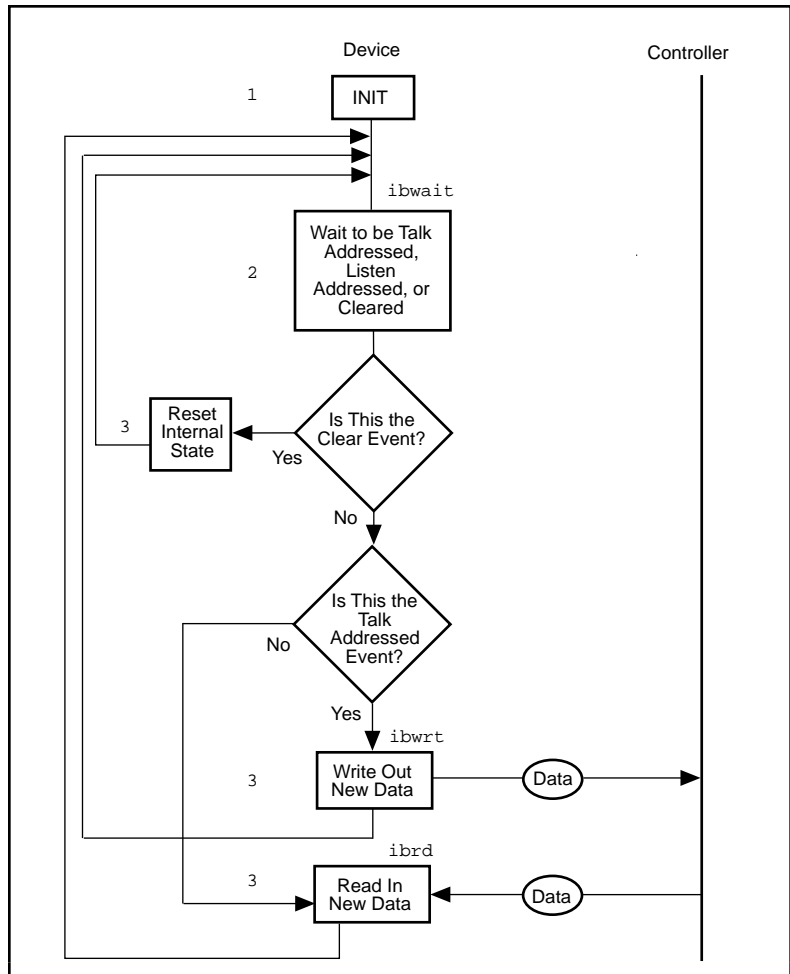 Device
Controller
1
INIT
ibwait
2
Wait to be Talk
Addressed,
Listen
Addressed, or
Cleared
3
Reset
Internal
State
Is This the
Clear Event?
Yes
No
Is This the
Talk
Addressed
Event?
No
Yes
ibwrt
3
Write Out
New Data
Data
ibrd
3
Read In
New Data
Data